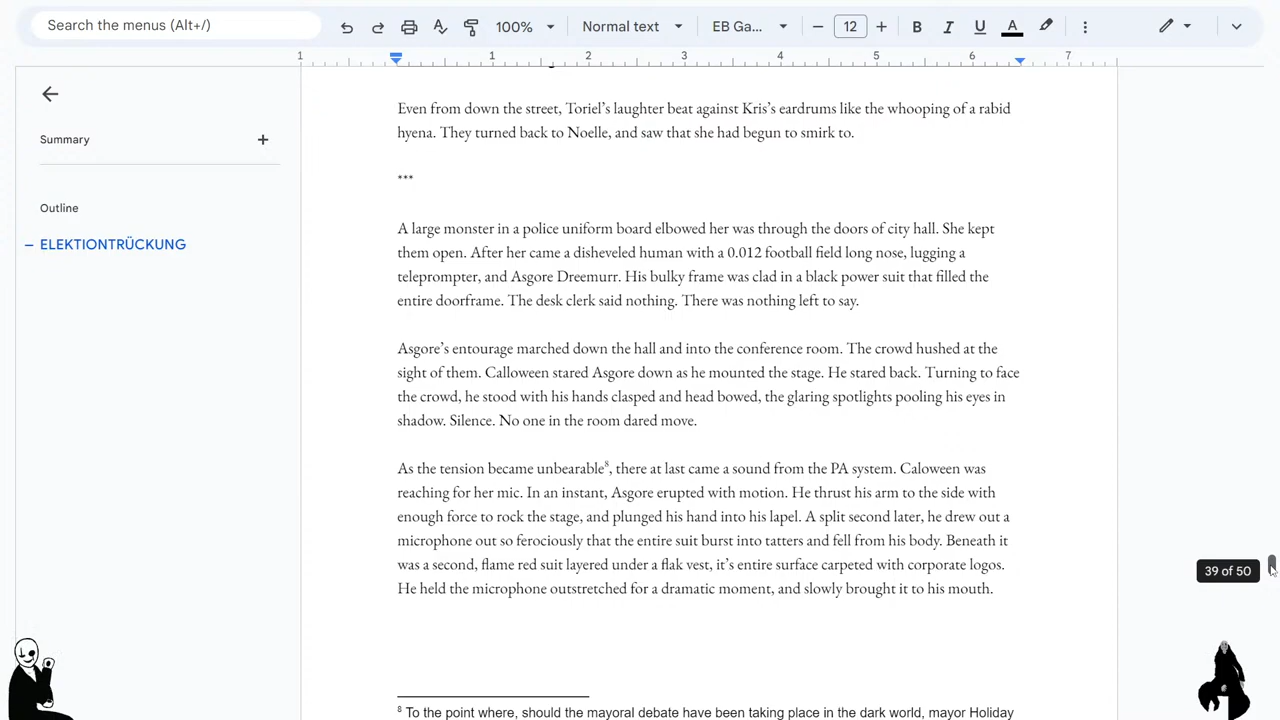 Search the menus (Alt+/)
100%
Normal text
EB Ga...
12
B I U A
1 1 2 3 4 5 6 7
Summary
Outline
ELEKTIONTRÜCKUNG
Even from down the street, Toriel’s laughter beat against Kris’s eardrums like the whooping of a rabid
hyena. They turned back to Noelle, and saw that she had begun to smirk to.
***
A large monster in a police uniform board elbowed her was through the doors of city hall. She kept
them open. After her came a disheveled human with a 0.012 football field long nose, lugging a
teleprompter, and Asgore Dreemurr. His bulky frame was clad in a black power suit that filled the
entire doorframe. The desk clerk said nothing. There was nothing left to say.
Asgore’s entourage marched down the hall and into the conference room. The crowd hushed at the
sight of them. Calloween stared Asgore down as he mounted the stage. He stared back. Turning to face
the crowd, he stood with his hands clasped and head bowed, the glaring spotlights pooling his eyes in
shadow. Silence. No one in the room dared move.
As the tension became unbearable⁸, there at last came a sound from the PA system. Caloween was
reaching for her mic. In an instant, Asgore erupted with motion. He thrust his arm to the side with
enough force to rock the stage, and plunged his hand into his lapel. A split second later, he drew out a
microphone out so ferociously that the entire suit burst into tatters and fell from his body. Beneath it
was a second, flame red suit layered under a flak vest, it’s entire surface carpeted with corporate logos.
He held the microphone outstretched for a dramatic moment, and slowly brought it to his mouth.
39 of 50
⁸ To the point where, should the mayoral debate have been taking place in the dark world, mayor Holiday